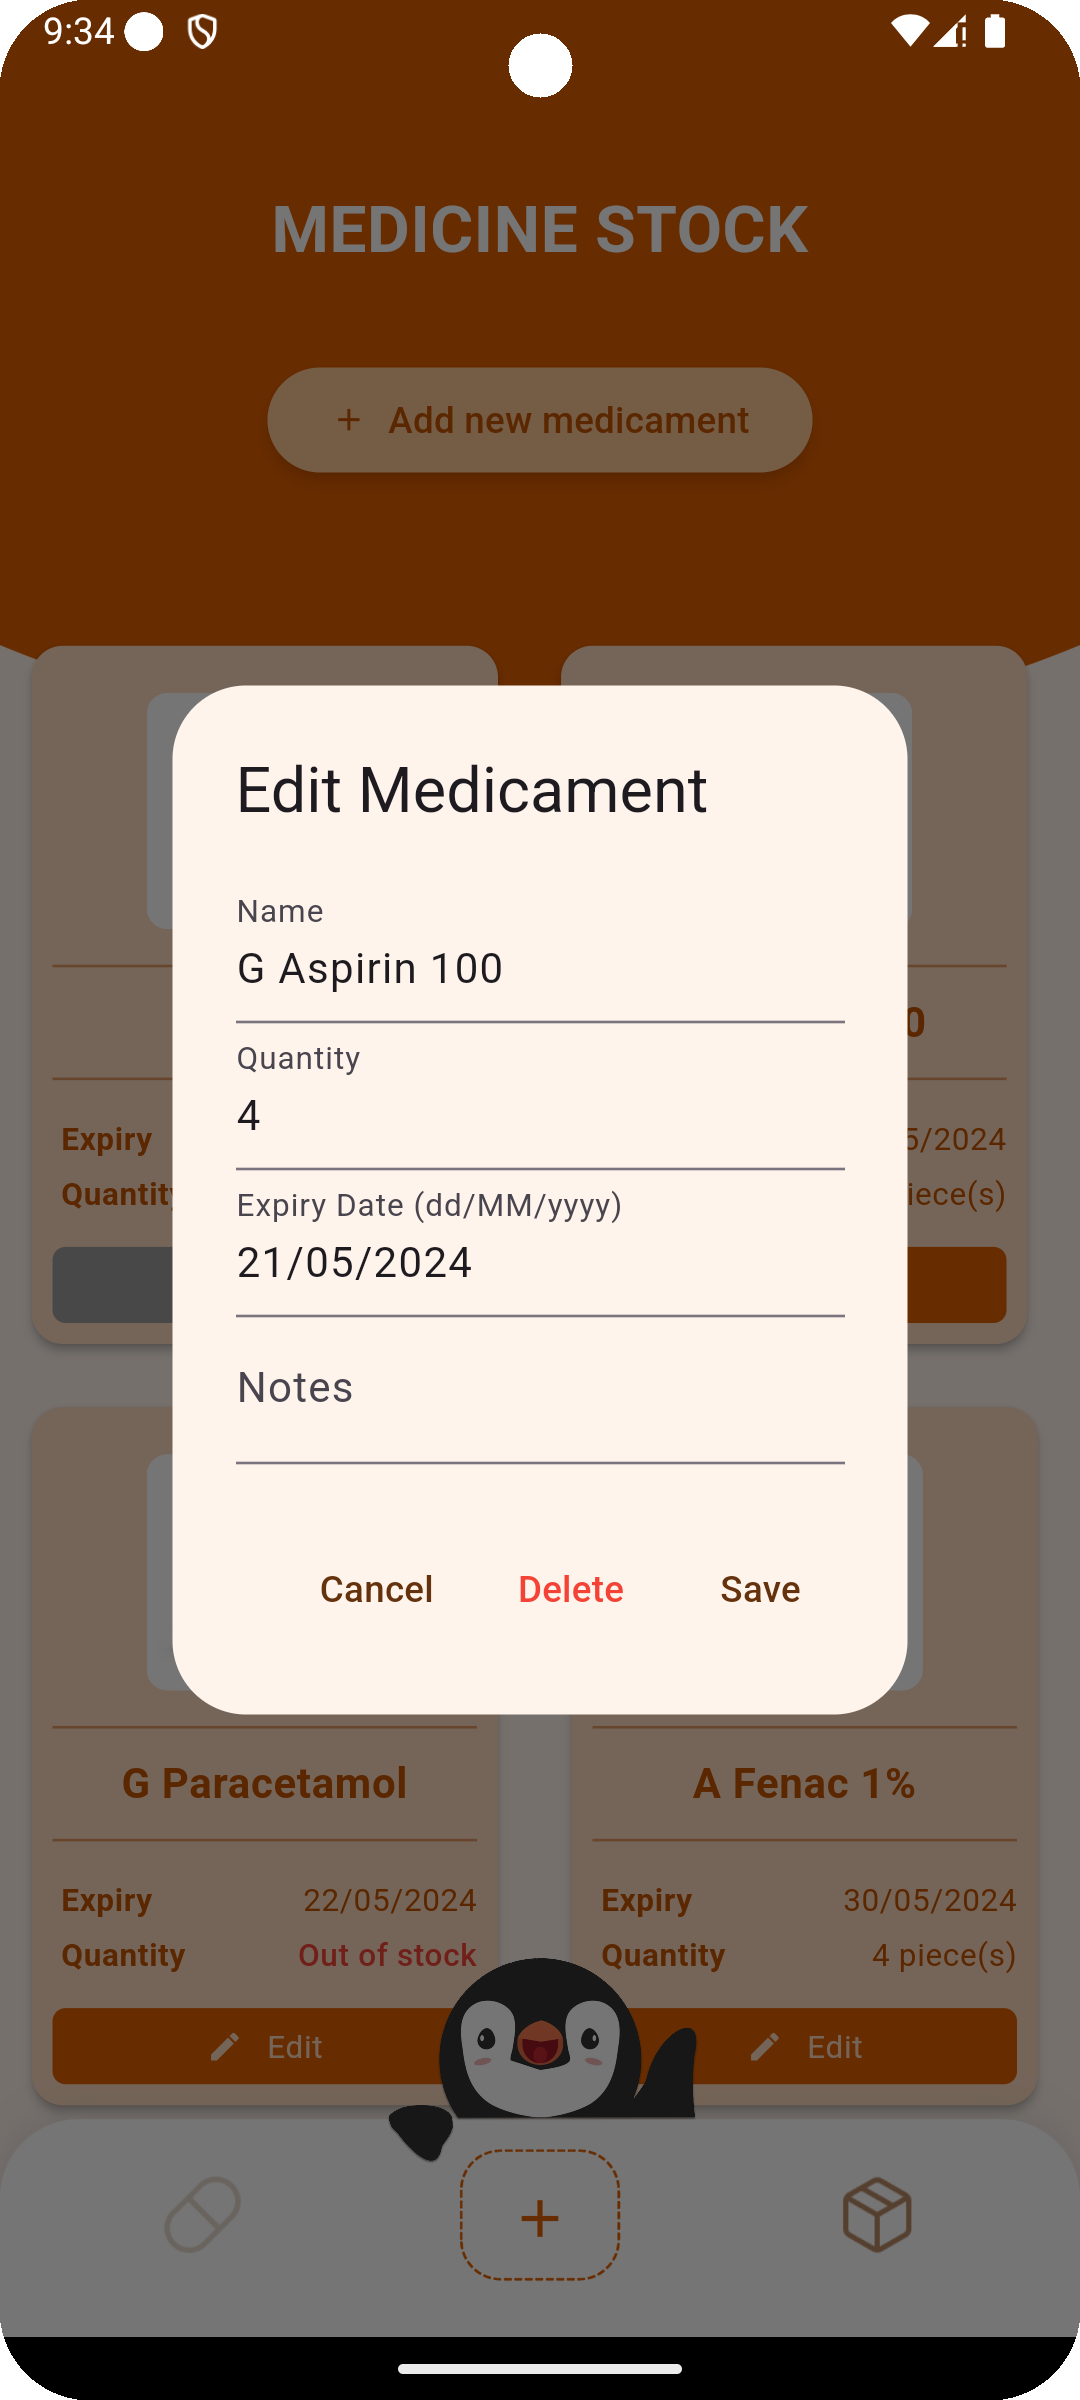 9:34
MEDICINE STOCK
+ Add new medicament
Edit Medicament
Name
G Aspirin 100
0
Quantity
4
Expiry
5/2024
Quantity
iece(s)
Expiry Date (dd/MM/yyyy)
21/05/2024
Notes
Cancel Delete Save
G Paracetamol
A Fenac 1%
Expiry 22/05/2024
Expiry 30/05/2024
Quantity Out of stock
Quantity 4 piece(s)
Edit
Edit
+